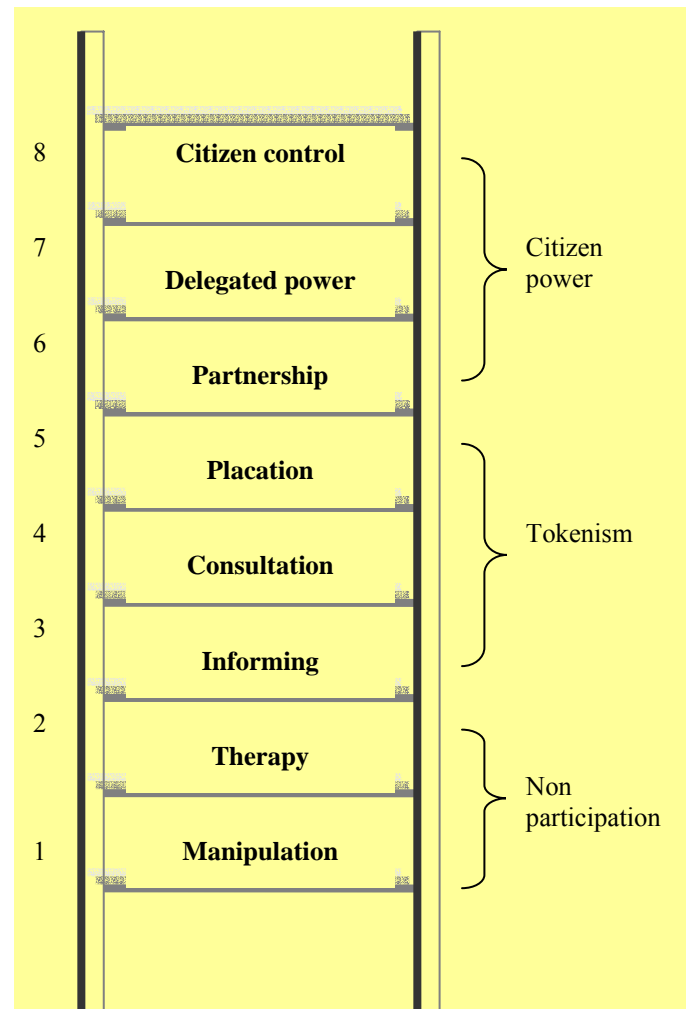 8 Citizen control
7 Delegated power
Citizen
power
6 Partnership
5 Placation
4 Consultation
Tokenism
3 Informing
2 Therapy
Non
participation
1 Manipulation